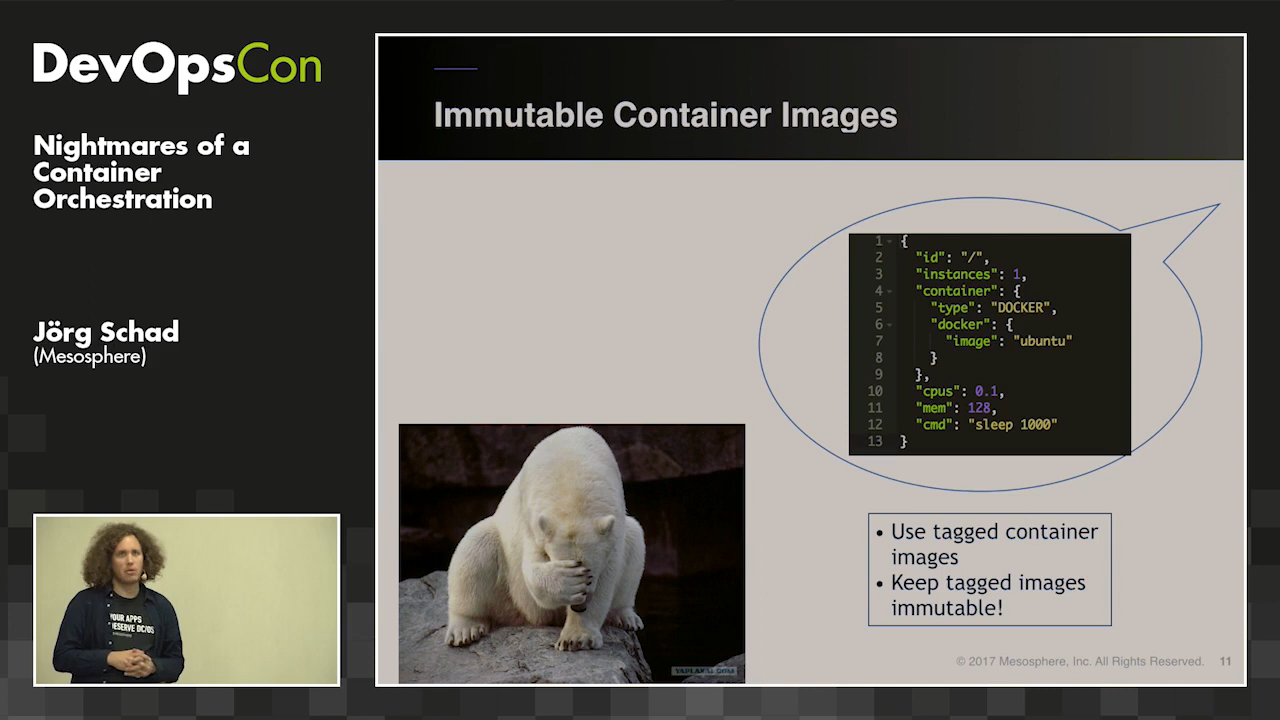 DevOpsCon
Nightmares of a
Container
Orchestration
Jörg Schad
(Mesosphere)
YOUR APPS
DESERVE DC/OS
Immutable Container Images
1 {
2 "id": "/",
3 "instances": 1,
4 "container": {
5 "type": "DOCKER",
6 "docker": {
7 "image": "ubuntu"
8 }
9 },
10 "cpus": 0.1,
11 "mem": 128,
12 "cmd": "sleep 1000"
13 }
• Use tagged container
images
• Keep tagged images
immutable!
© 2017 Mesosphere, Inc. All Rights Reserved. 11